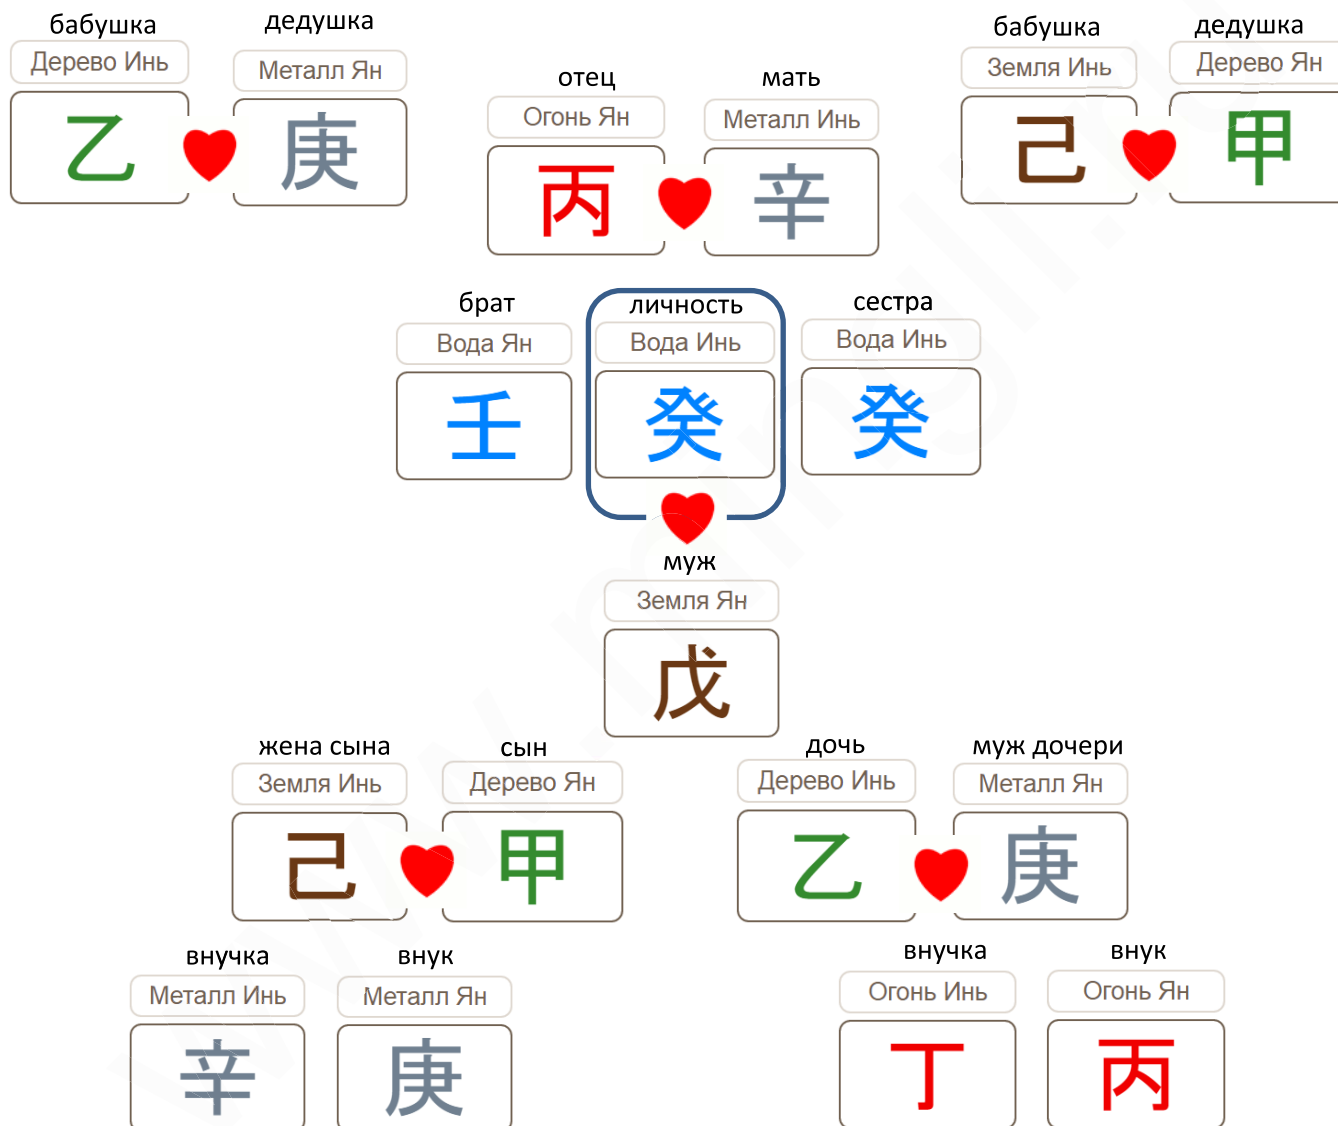 бабушка
дедушка
Дерево Инь
Металл Ян
乙
庚
отец
мать
Огонь Ян
Металл Инь
丙
辛
бабушка
дедушка
Земля Инь
Дерево Ян
己
甲
брат
личность
сестра
Вода Ян
Вода Инь
Вода Инь
壬
癸
癸
муж
Земля Ян
戊
жена сына
сын
Земля Инь
Дерево Ян
己
甲
дочь
муж дочери
Дерево Инь
Металл Ян
乙
庚
внучка
внук
Металл Инь
Металл Ян
辛
庚
внучка
внук
Огонь Инь
Огонь Ян
丁
丙